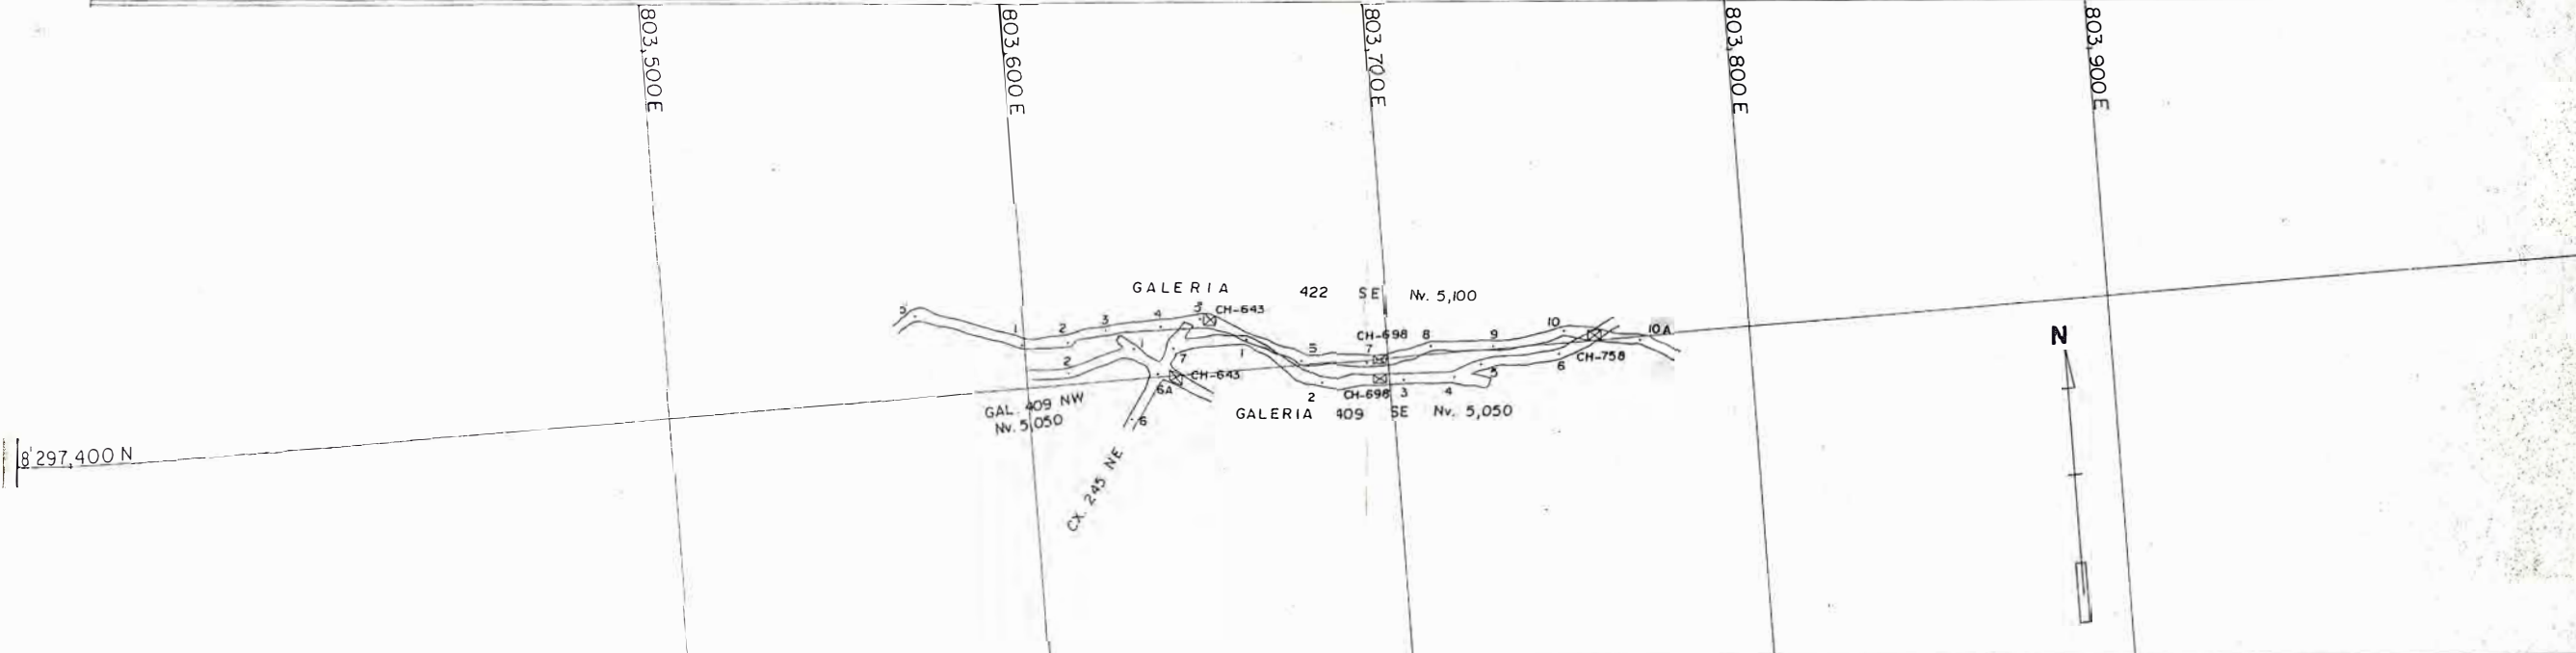 803,500 E
803,600 E
803,700 E
803,800 E
803,900 E
GALERIA 422 SE Nv. 5,100
1 2 3 4 5 CH-643
5 CH-698 7 8 9 10 10A
CH-758
N
2 1 7 1
6A CH-643
6
2 CH-698 3 4 5 6
GAL. 409 NW
Nv. 5,050
GALERIA 409 SE Nv. 5,050
CX. 245 NE
8'297,400 N